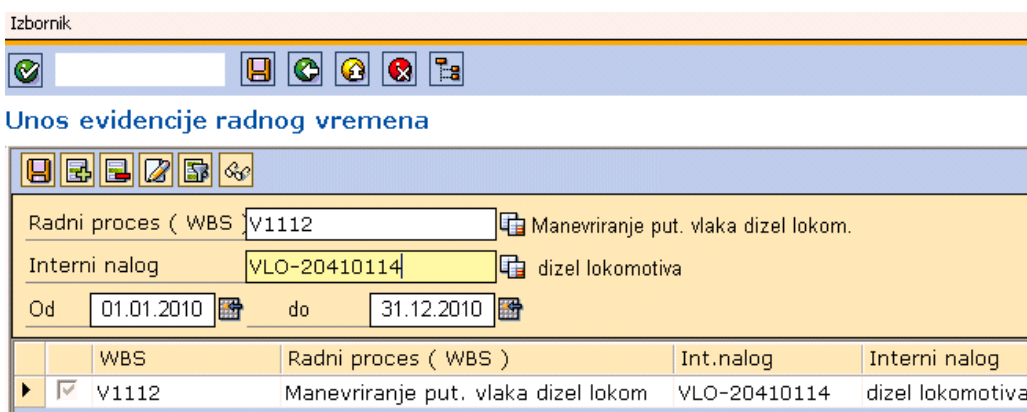 Izbornik
Unos evidencije radnog vremena
Radni proces ( WBS ) V1112 Manevriranje put. vlaka dizel lokom.
Interni nalog VLO-20410114 dizel lokomotiva
Od 01.01.2010 do 31.12.2010
WBS Radni proces ( WBS ) Int.nalog Interni nalog
V1112 Manevriranje put. vlaka dizel lokom VLO-20410114 dizel lokomotiva